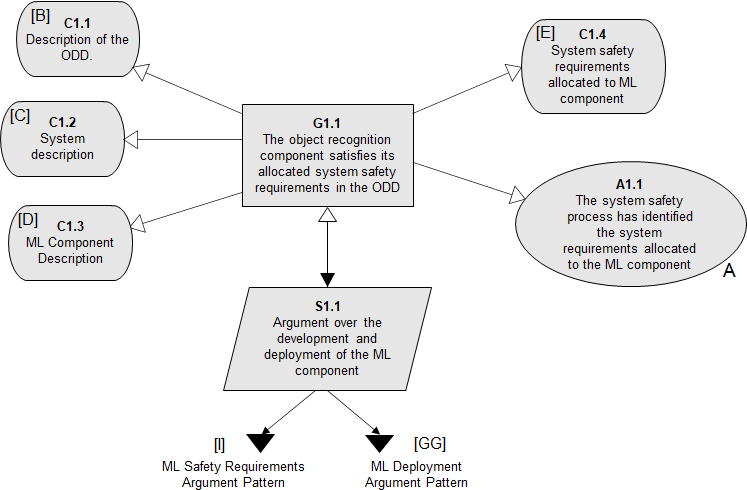 [B]
C1.1
Description of the
ODD.
[C]
C1.2
System
description
[D]
C1.3
ML Component
Description
G1.1
The object recognition
component satisfies its
allocated system safety
requirements in the ODD
[E]
C1.4
System safety
requirements
allocated to ML
component
A1.1
The system safety
process has identified
the system
requirements allocated
to the ML component
A
S1.1
Argument over the
development and
deployment of the ML
component
[I]
ML Safety Requirements
Argument Pattern
[GG]
ML Deployment
Argument Pattern